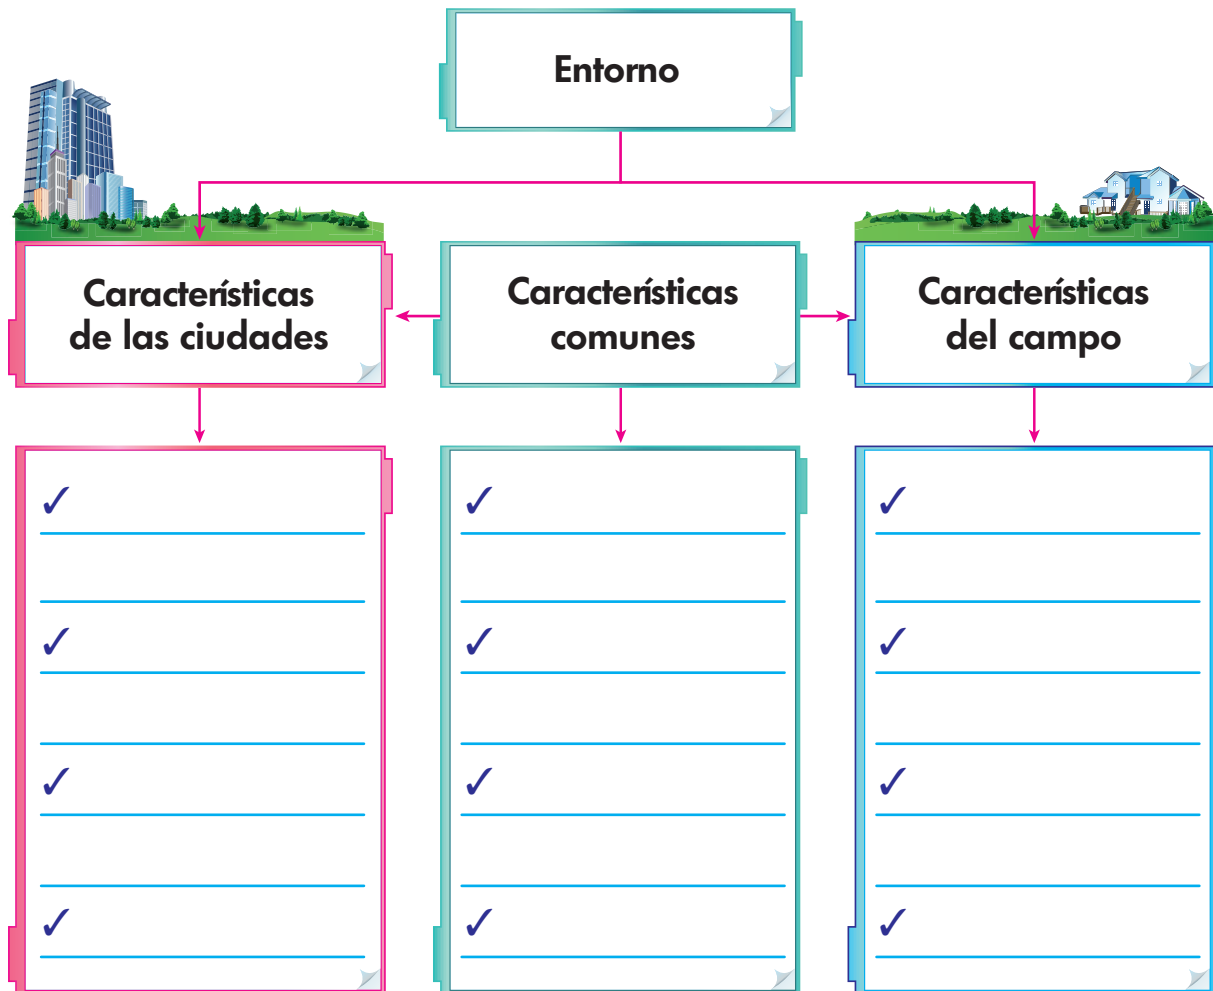 Entorno
Características
de las ciudades
Características
comunes
Características
del campo
✓
✓
✓
✓
✓
✓
✓
✓
✓
✓
✓
✓